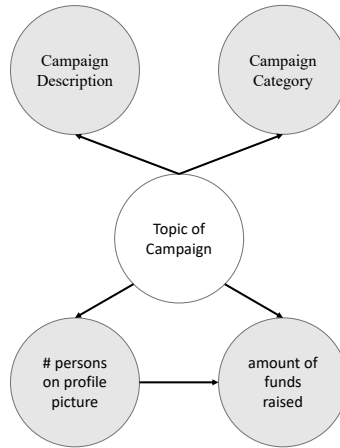 Campaign
Description
Campaign
Category
Topic of
Campaign
# persons
on profile
picture
amount of
funds
raised